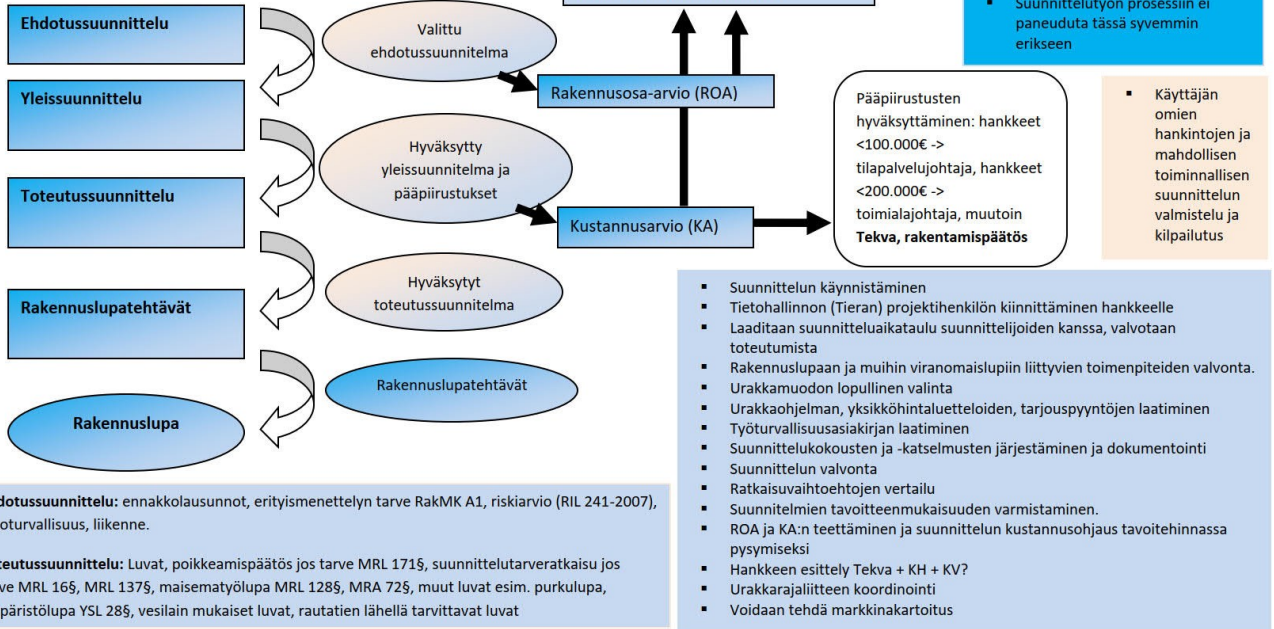 Ehdotussuunnittelu
Yleissuunnittelu
Toteutussuunnittelu
Rakennuslupatehtävät
Rakennuslupa
Valittu
ehdotussuunnitelma
Rakennusosa-arvio (ROA)
Hyväksytty
yleissuunnitelma ja
pääpiirustukset
Kustannusarvio (KA)
Hyväksytyt
toteutussuunnitelma
Rakennuslupatehtävät
Pääpiirustusten
hyväksyttäminen: hankkeet
<100.000€ ->
tilapalvelujohtaja, hankkeet
<200.000€ ->
toimialajohtaja, muutoin
Tekva, rakentamispäätös
▪ Suunnittelutyön prosessiin ei
paneuduta tässä syvemmin
erikseen
▪ Käyttäjän
omien
hankintojen ja
mahdollisen
toiminnallisen
suunnittelun
valmistelu ja
kilpailutus
▪ Suunnittelun käynnistäminen
▪ Tietohallinnon (Tieran) projektihenkilön kiinnittäminen hankkeelle
▪ Laaditaan suunnitteluaikataulu suunnittelijoiden kanssa, valvotaan
toteutumista
▪ Rakennuslupaan ja muihin viranomaislupiin liittyvien toimenpiteiden valvonta.
▪ Urakkamuodon lopullinen valinta
▪ Urakkaohjelman, yksikköhintaluetteloiden, tarjouspyyntöjen laatiminen
▪ Työturvallisuusasiakirjan laatiminen
▪ Suunnittelukokousten ja -katselmusten järjestäminen ja dokumentointi
▪ Suunnittelun valvonta
▪ Ratkaisuvaihtoehtojen vertailu
▪ Suunnitelmien tavoitteenmukaisuuden varmistaminen.
▪ ROA ja KA:n teettäminen ja suunnittelun kustannusohjaus tavoitehinnassa
pysymiseksi
▪ Hankkeen esittely Tekva + KH + KV?
▪ Urakkarajaliitteen koordinointi
▪ Voidaan tehdä markkinakartoitus
dotussuunnittelu: ennakkolausunnot, erityismenettelyn tarve RakMK A1, riskiarvio (RIL 241-2007),
oturvallisuus, liikenne.
teutussuunnittelu: Luvat, poikkeamispäätös jos tarve MRL 171§, suunnittelutarveratkaisu jos
ve MRL 16§, MRL 137§, maisematyölupa MRL 128§, MRA 72§, muut luvat esim. purkulupa,
päristölupa YSL 28§, vesilain mukaiset luvat, rautatien lähellä tarvittavat luvat